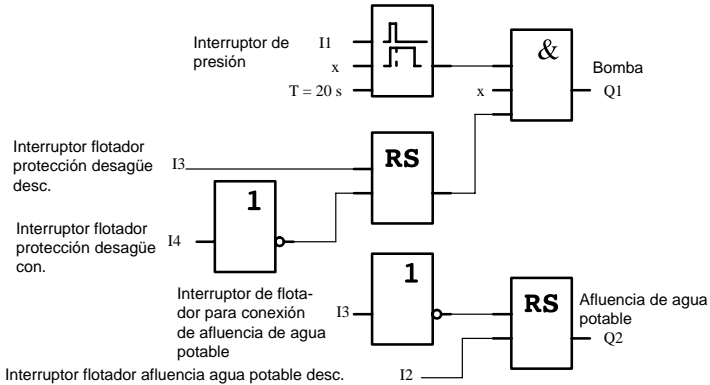 Interruptor de
presión
I1
x
T = 20 s
&
x
Bomba
Q1
Interruptor flotador
protección desagüe
desc.
I3
RS
Interruptor flotador
protección desagüe
con.
I4
1
Interruptor de flota-
dor para conexión
de afluencia de agua
potable
I3
1
RS
Afluencia de agua
potable
Q2
Interruptor flotador afluencia agua potable desc.
I2